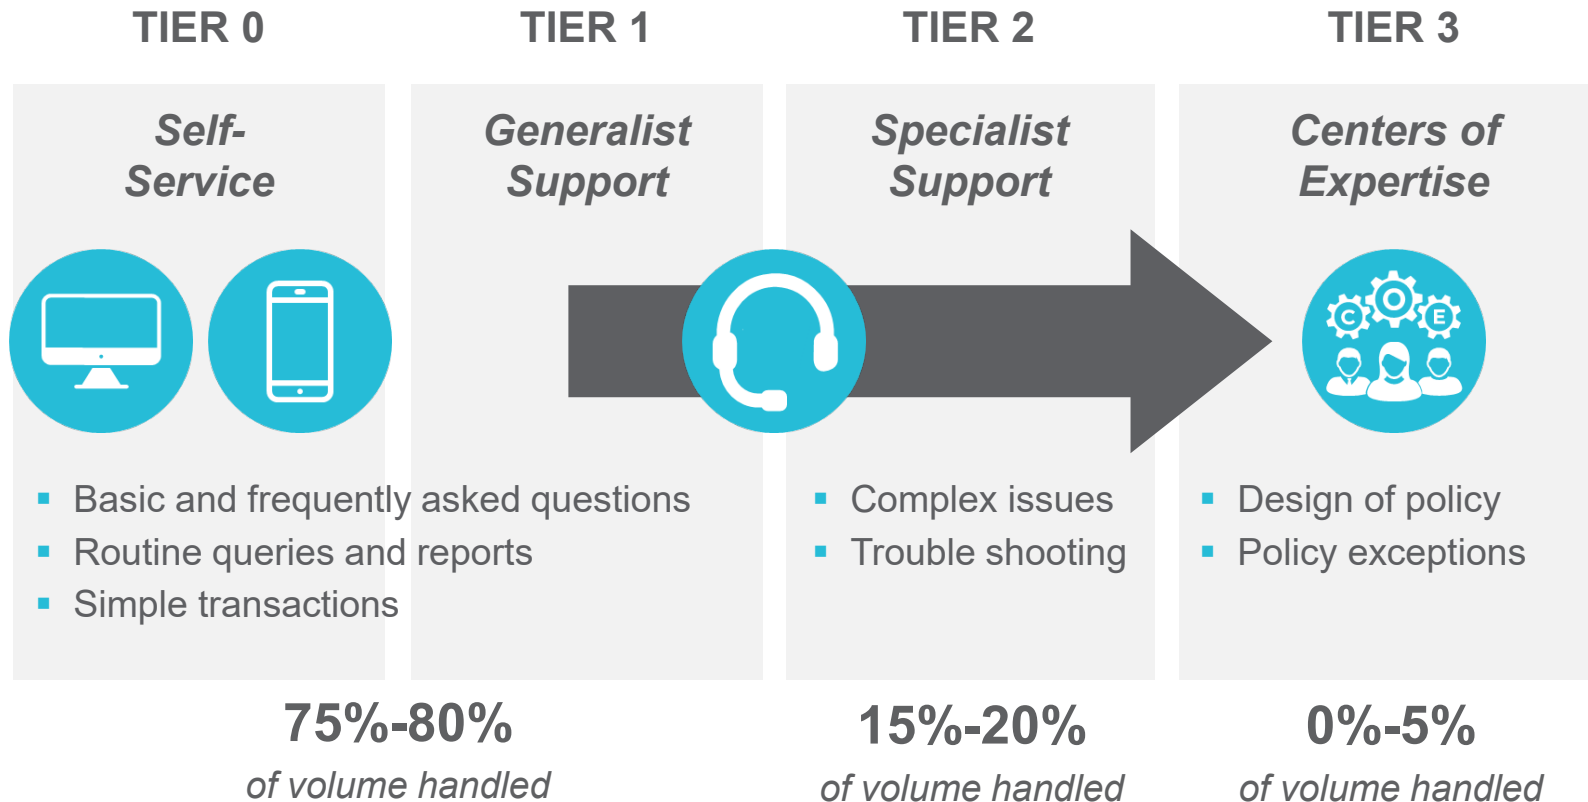 TIER 0
TIER 1
TIER 2
TIER 3
Self-
Service
Generalist
Support
Specialist
Support
Centers of
Expertise
C O E
Basic and frequently asked questions
Routine queries and reports
Simple transactions
Complex issues
Trouble shooting
Design of policy
Policy exceptions
75%-80%
of volume handled
15%-20%
of volume handled
0%-5%
of volume handled